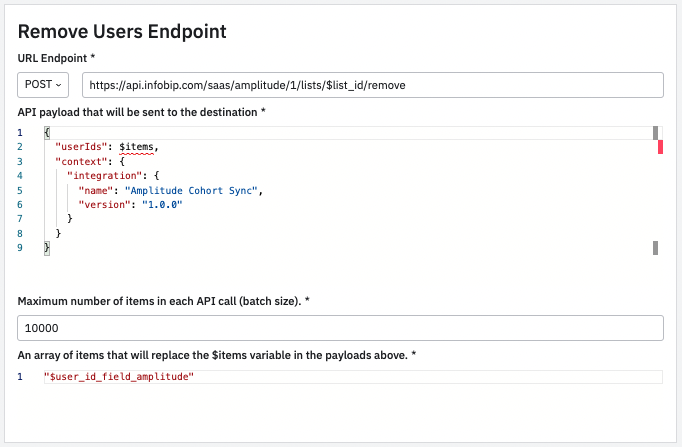 Remove Users Endpoint
URL Endpoint *
POST
https://api.infobip.com/saas/amplitude/1/lists/$list_id/remove
API payload that will be sent to the destination *
1 {
2 "userIds": $items,
3 "context": {
4 "integration": {
5 "name": "Amplitude Cohort Sync",
6 "version": "1.0.0"
7 }
8 }
9 }
Maximum number of items in each API call (batch size). *
10000
An array of items that will replace the $items variable in the payloads above. *
1 "$user_id_field_amplitude"